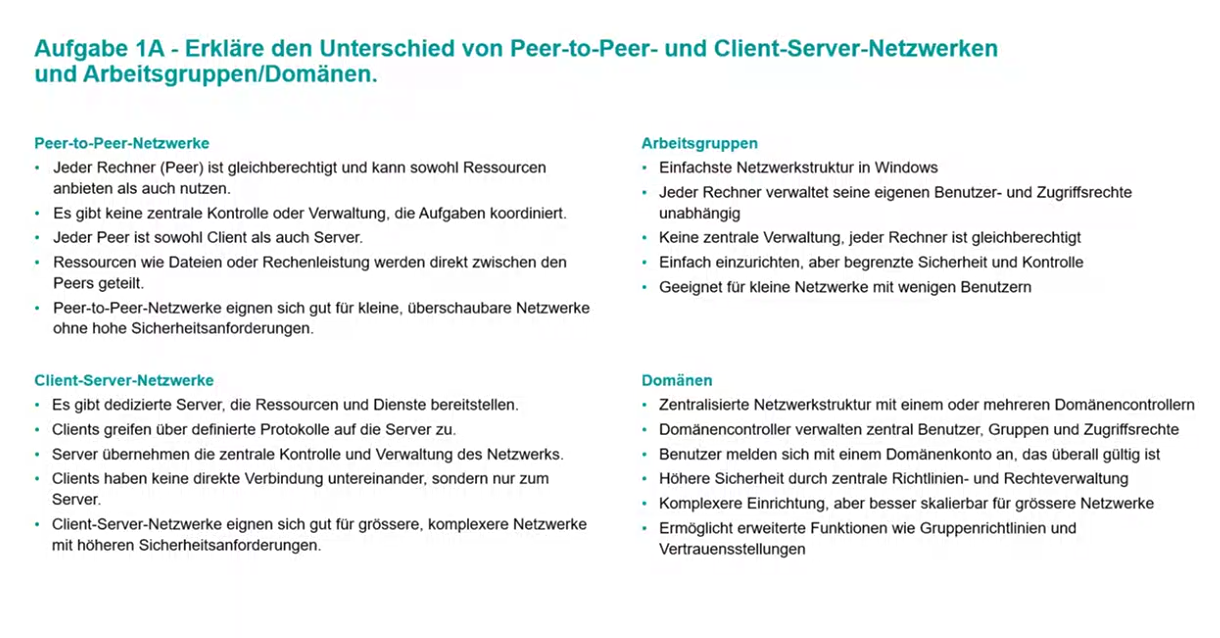 Aufgabe 1A - Erkläre den Unterschied von Peer-to-Peer- und Client-Server-Netzwerken
und Arbeitsgruppen/Domänen.
Peer-to-Peer-Netzwerke
• Jeder Rechner (Peer) ist gleichberechtigt und kann sowohl Ressourcen
anbieten als auch nutzen.
• Es gibt keine zentrale Kontrolle oder Verwaltung, die Aufgaben koordiniert.
• Jeder Peer ist sowohl Client als auch Server.
• Ressourcen wie Dateien oder Rechenleistung werden direkt zwischen den
Peers geteilt.
• Peer-to-Peer-Netzwerke eignen sich gut für kleine, überschaubare Netzwerke
ohne hohe Sicherheitsanforderungen.
Client-Server-Netzwerke
• Es gibt dedizierte Server, die Ressourcen und Dienste bereitstellen.
• Clients greifen über definierte Protokolle auf die Server zu.
• Server übernehmen die zentrale Kontrolle und Verwaltung des Netzwerks.
• Clients haben keine direkte Verbindung untereinander, sondern nur zum
Server.
• Client-Server-Netzwerke eignen sich gut für grössere, komplexere Netzwerke
mit höheren Sicherheitsanforderungen.
Arbeitsgruppen
• Einfachste Netzwerkstruktur in Windows
• Jeder Rechner verwaltet seine eigenen Benutzer- und Zugriffsrechte
unabhängig
• Keine zentrale Verwaltung, jeder Rechner ist gleichberechtigt
• Einfach einzurichten, aber begrenzte Sicherheit und Kontrolle
• Geeignet für kleine Netzwerke mit wenigen Benutzern
Domänen
• Zentralisierte Netzwerkstruktur mit einem oder mehreren Domänencontrollern
• Domänencontroller verwalten zentral Benutzer, Gruppen und Zugriffsrechte
• Benutzer melden sich mit einem Domänenkonto an, das überall gültig ist
• Höhere Sicherheit durch zentrale Richtlinien- und Rechteverwaltung
• Komplexere Einrichtung, aber besser skalierbar für grössere Netzwerke
• Ermöglicht erweiterte Funktionen wie Gruppenrichtlinien und
Vertrauensstellungen